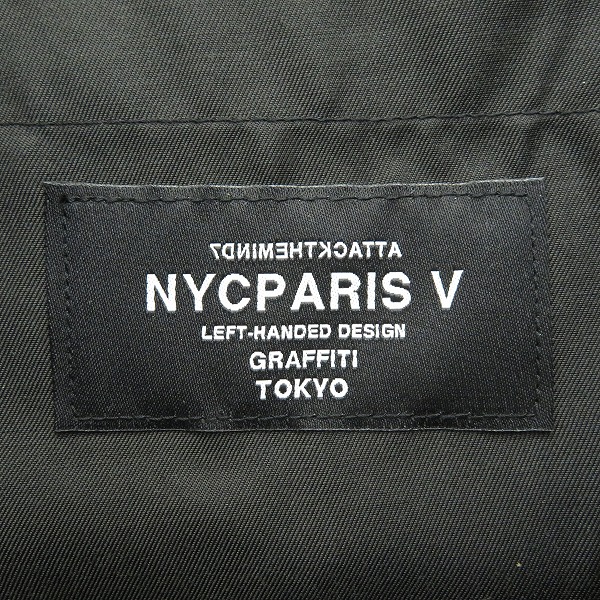 ATTACKTHEMIND7
NYCPARIS V
LEFT-HANDED DESIGN
GRAFFITI
TOKYO